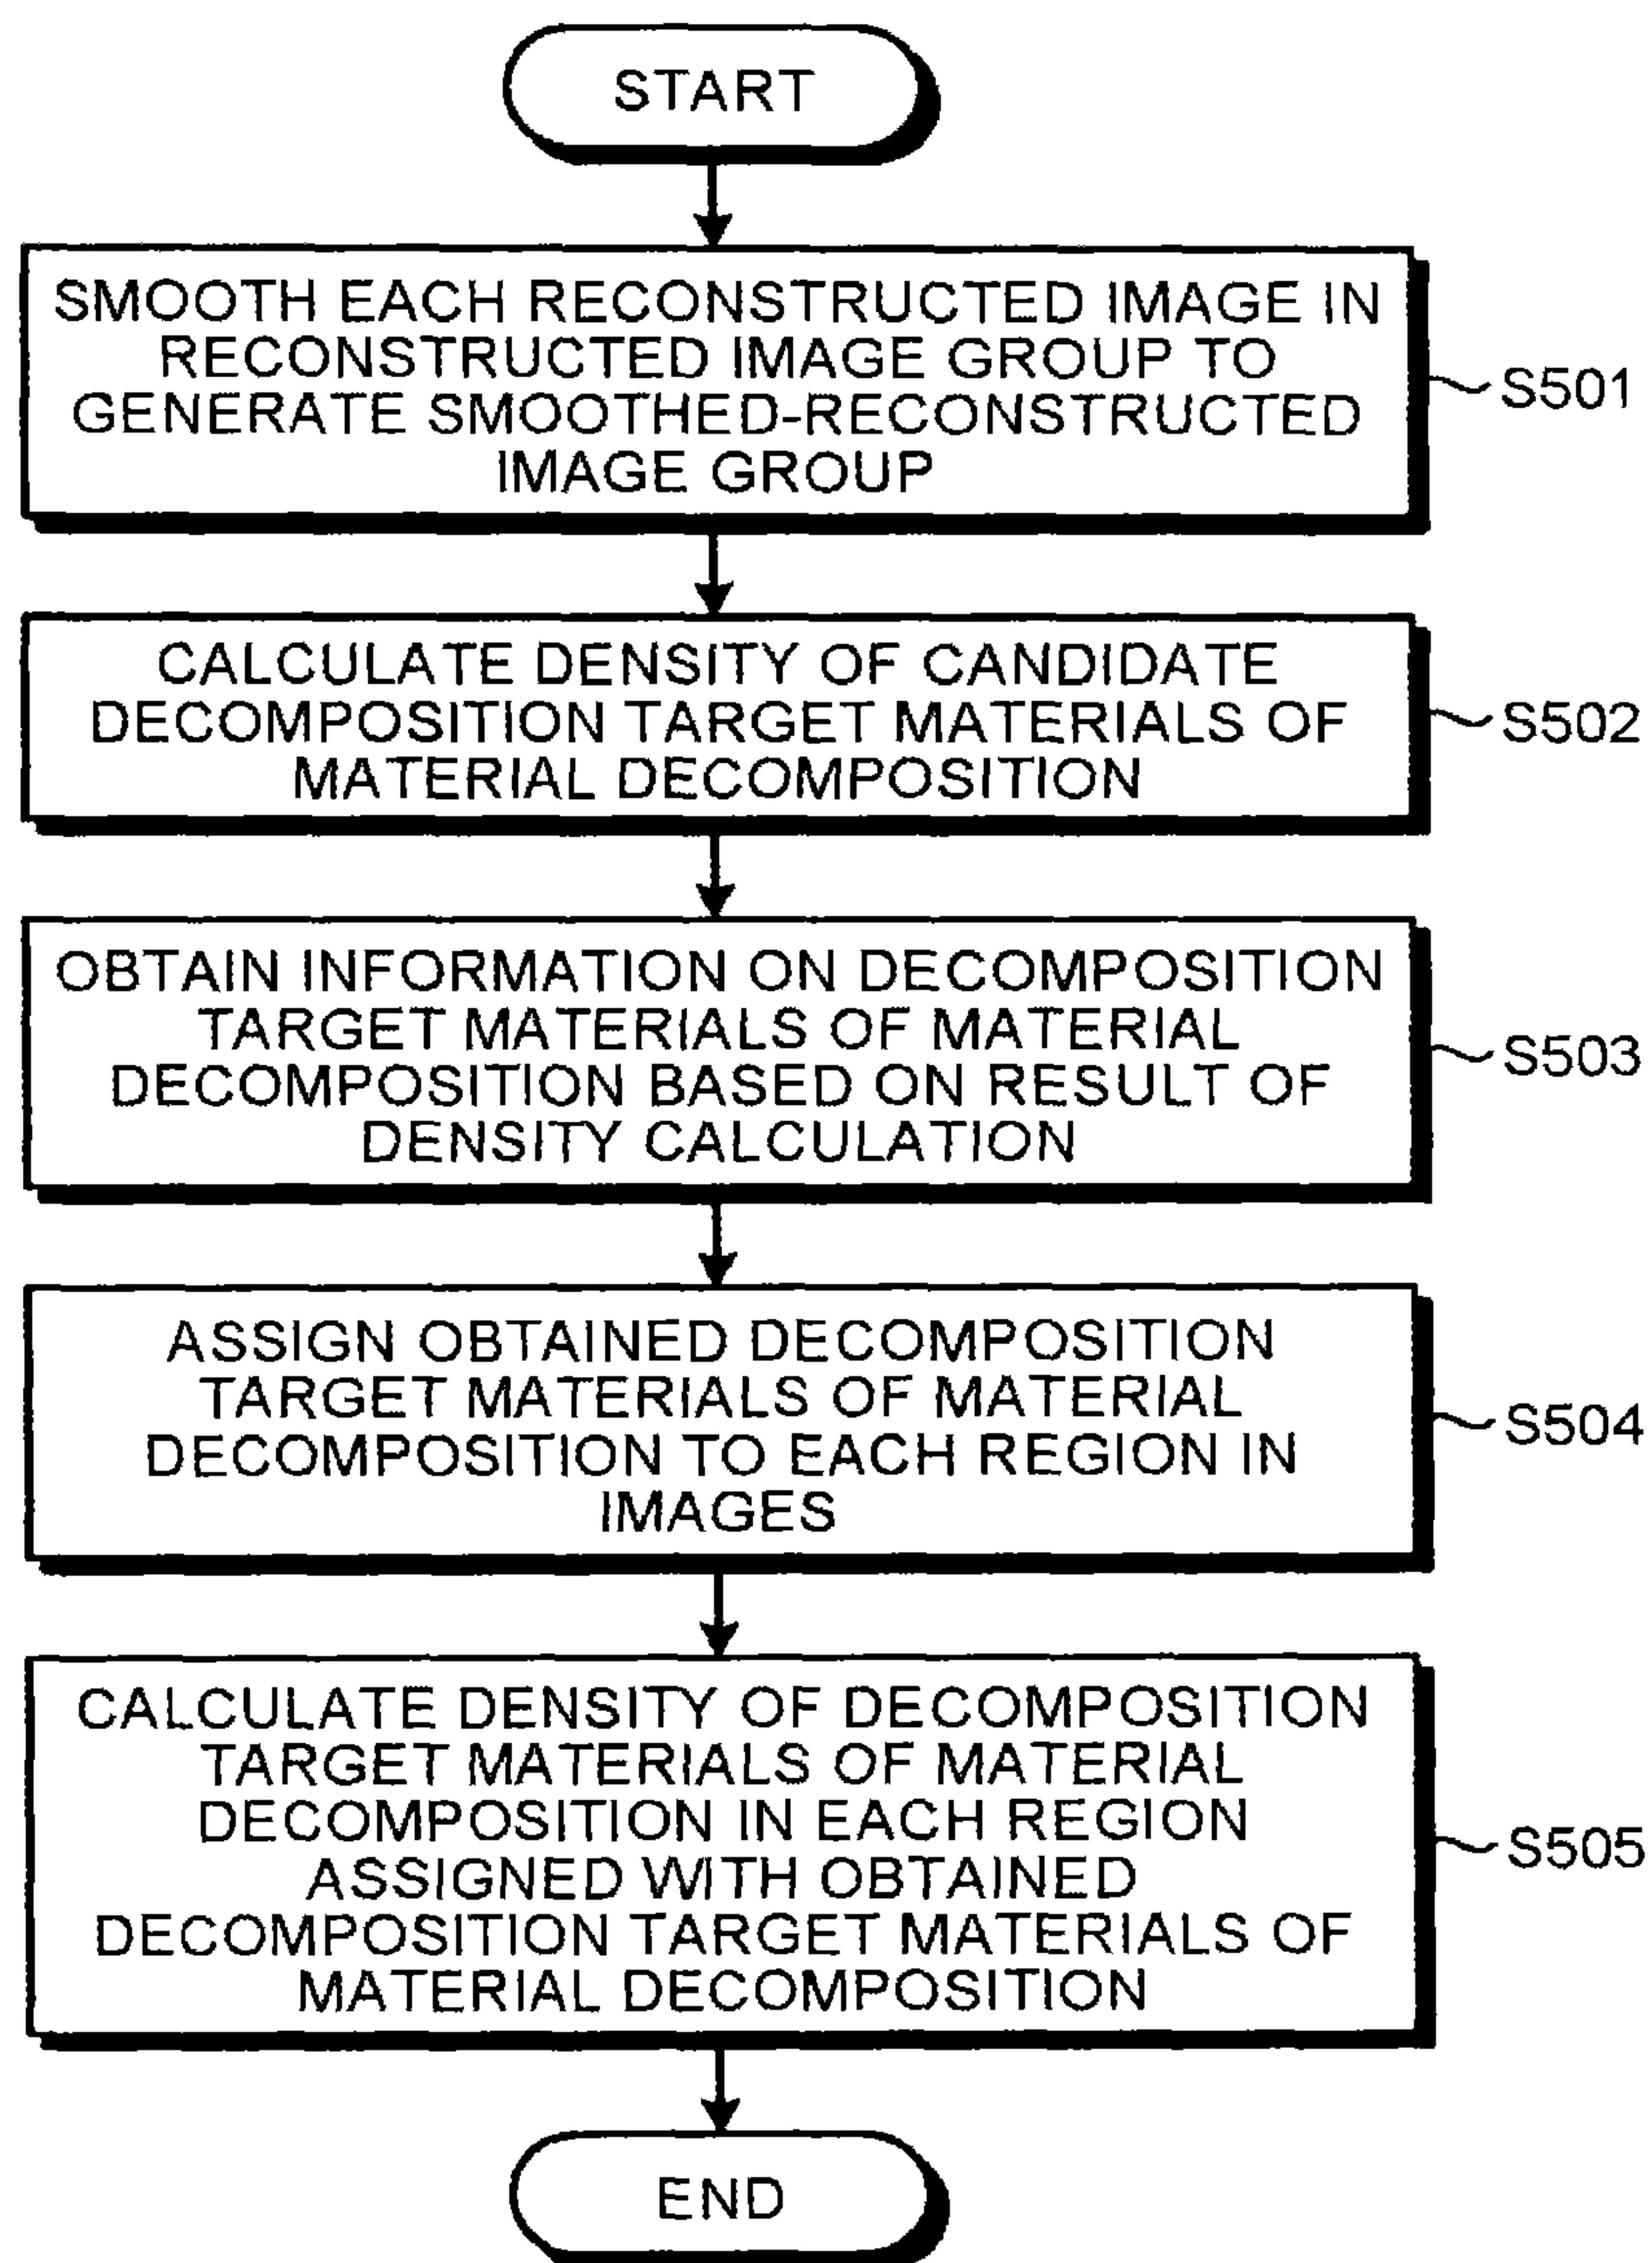 START
SMOOTH EACH RECONSTRUCTED IMAGE IN
RECONSTRUCTED IMAGE GROUP TO
GENERATE SMOOTHED-RECONSTRUCTED
IMAGE GROUP
S501
CALCULATE DENSITY OF CANDIDATE
DECOMPOSITION TARGET MATERIALS OF
MATERIAL DECOMPOSITION
S502
OBTAIN INFORMATION ON DECOMPOSITION
TARGET MATERIALS OF MATERIAL
DECOMPOSITION BASED ON RESULT OF
DENSITY CALCULATION
S503
ASSIGN OBTAINED DECOMPOSITION
TARGET MATERIALS OF MATERIAL
DECOMPOSITION TO EACH REGION IN
IMAGES
S504
CALCULATE DENSITY OF DECOMPOSITION
TARGET MATERIALS OF MATERIAL
DECOMPOSITION IN EACH REGION
ASSIGNED WITH OBTAINED
DECOMPOSITION TARGET MATERIALS OF
MATERIAL DECOMPOSITION
S505
END